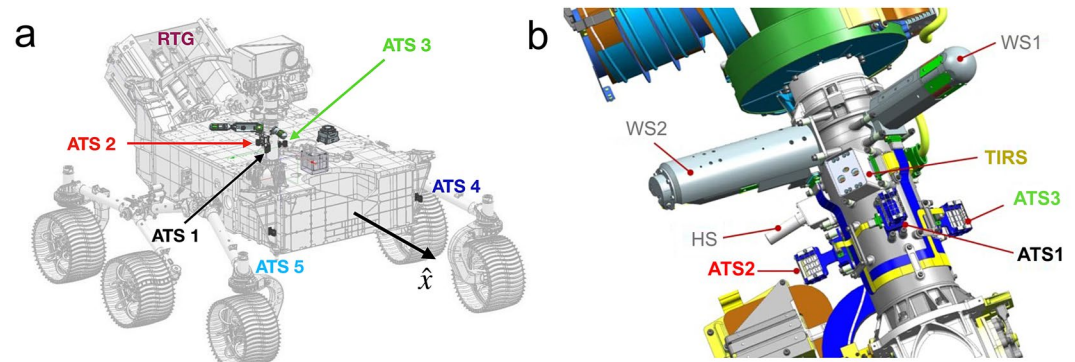 a
RTG
ATS 3
ATS 2
ATS 4
ATS 1
ATS 5
x̂
b
WS1
WS2
TIRS
ATS3
HS
ATS1
ATS2